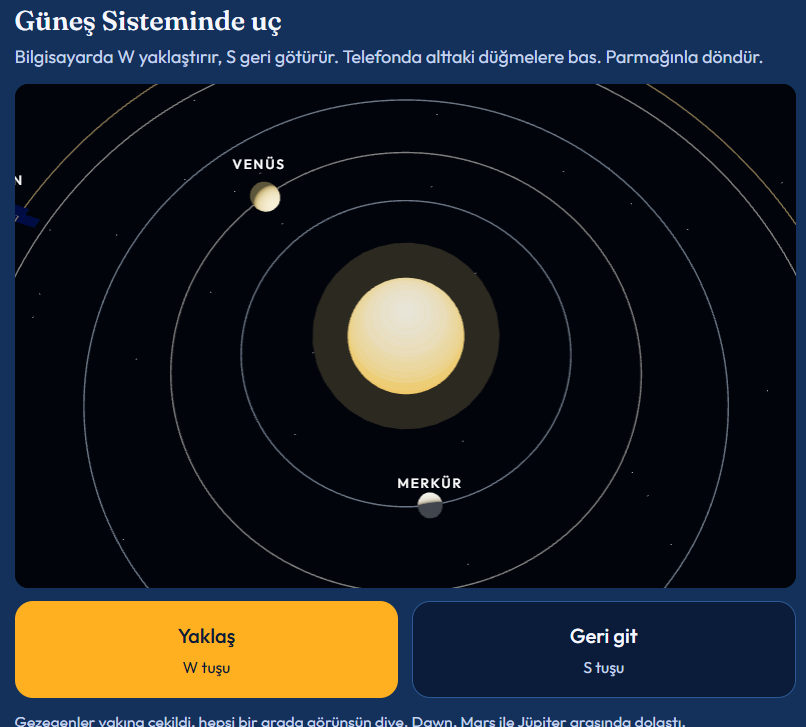 Güneş Sisteminde uç
Bilgisayarda W yaklaştırır, S geri götürür. Telefonda alttaki düğmelere bas. Parmağınla döndür.
VENÜS
N
MERKÜR
Yaklaş
W tuşu
Geri git
S tuşu
Gezegenler yakına çekildi, hepsi bir arada görünsün diye. Dawn, Mars ile Jüpiter arasında dolaştı.